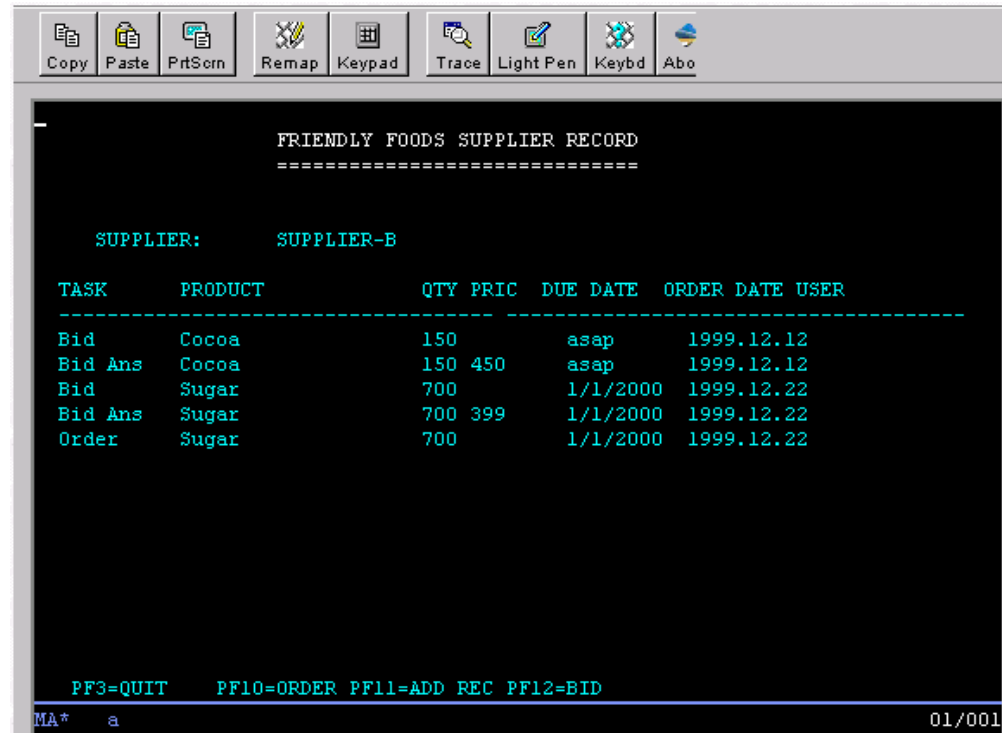 Copy Paste PrtScrn Remap Keypad Trace Light Pen Keybd Abo
FRIENDLY FOODS SUPPLIER RECORD
==============================
SUPPLIER: SUPPLIER-B
TASK PRODUCT QTY PRIC DUE DATE ORDER DATE USER
------------------------------------ --------------------------------------
Bid Cocoa 150 asap 1999.12.12
Bid Ans Cocoa 150 450 asap 1999.12.12
Bid Sugar 700 1/1/2000 1999.12.22
Bid Ans Sugar 700 399 1/1/2000 1999.12.22
Order Sugar 700 1/1/2000 1999.12.22
PF3=QUIT PF10=ORDER PF11=ADD REC PF12=BID
MA* a 01/001